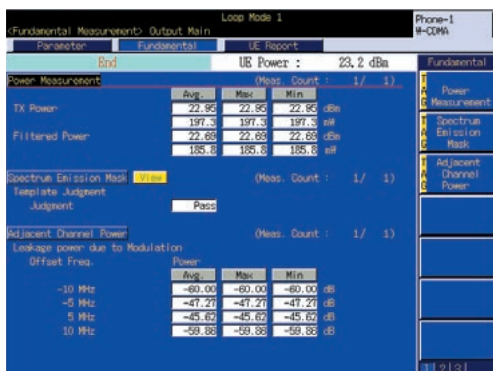 Loop Mode 1
Phone-1
<Fundamental Measurement> Output Main
W-CDMA
Parameter Fundamental UE Report
End UE Power : 23.2 dBm Fundamental
Power Measurement (Meas. Count : 1/ 1)
Avg. Max Min
TX Power 22.95 22.95 22.95 dBm
197.3 197.3 197.3 mW
Filtered Power 22.69 22.69 22.69 dBm
185.8 185.8 185.8 mW
Spectrum Emission Mask View (Meas. Count : 1/ 1)
Template Judgment
Judgment Pass
Adjacent Channel Power (Meas. Count : 1/ 1)
Leakage power due to Modulation
Offset Freq. Power
Avg. Max Min
-10 MHz -60.00 -60.00 -60.00 dB
-5 MHz -47.27 -47.27 -47.27 dB
5 MHz -45.62 -45.62 -45.62 dB
10 MHz -59.86 -59.86 -59.86 dB
TAG Power Measurement
TAG Spectrum Emission Mask
TAG Adjacent Channel Power
1 2 3